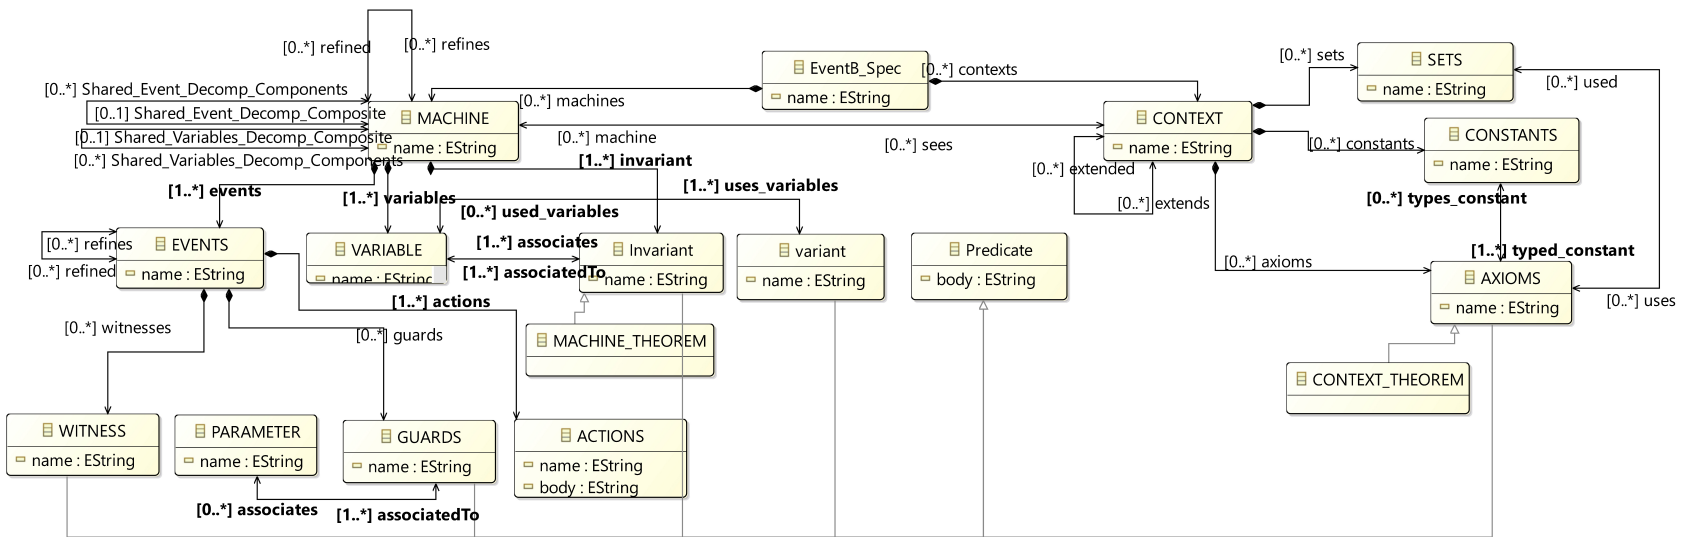 [0..*] refined
[0..*] refines
EventB_Spec
name : EString
[0..*] contexts
[0..*] sets
SETS
name : EString
[0..*] used
[0..*] Shared_Event_Decomp_Components
[0..1] Shared_Event_Decomp_Composite
[0..1] Shared_Variables_Decomp_Composite
[0..*] Shared_Variables_Decomp_Components
MACHINE
name : EString
[0..*] machines
[0..*] machine
[0..*] sees
CONTEXT
name : EString
[0..*] constants
CONSTANTS
name : EString
[0..*] extended
[0..*] extends
[1..*] invariant
[1..*] events
[1..*] variables
[1..*] uses_variables
[0..*] used_variables
[0..*] types_constant
[1..*] typed_constant
[0..*] refines
[0..*] refined
EVENTS
name : EString
VARIABLE
name : EString
[1..*] associates
[1..*] associatedTo
Invariant
name : EString
variant
name : EString
Predicate
body : EString
[0..*] axioms
AXIOMS
name : EString
[0..*] uses
[1..*] actions
[0..*] witnesses
[0..*] guards
MACHINE_THEOREM
CONTEXT_THEOREM
WITNESS
name : EString
PARAMETER
name : EString
GUARDS
name : EString
ACTIONS
name : EString
body : EString
[0..*] associates
[1..*] associatedTo